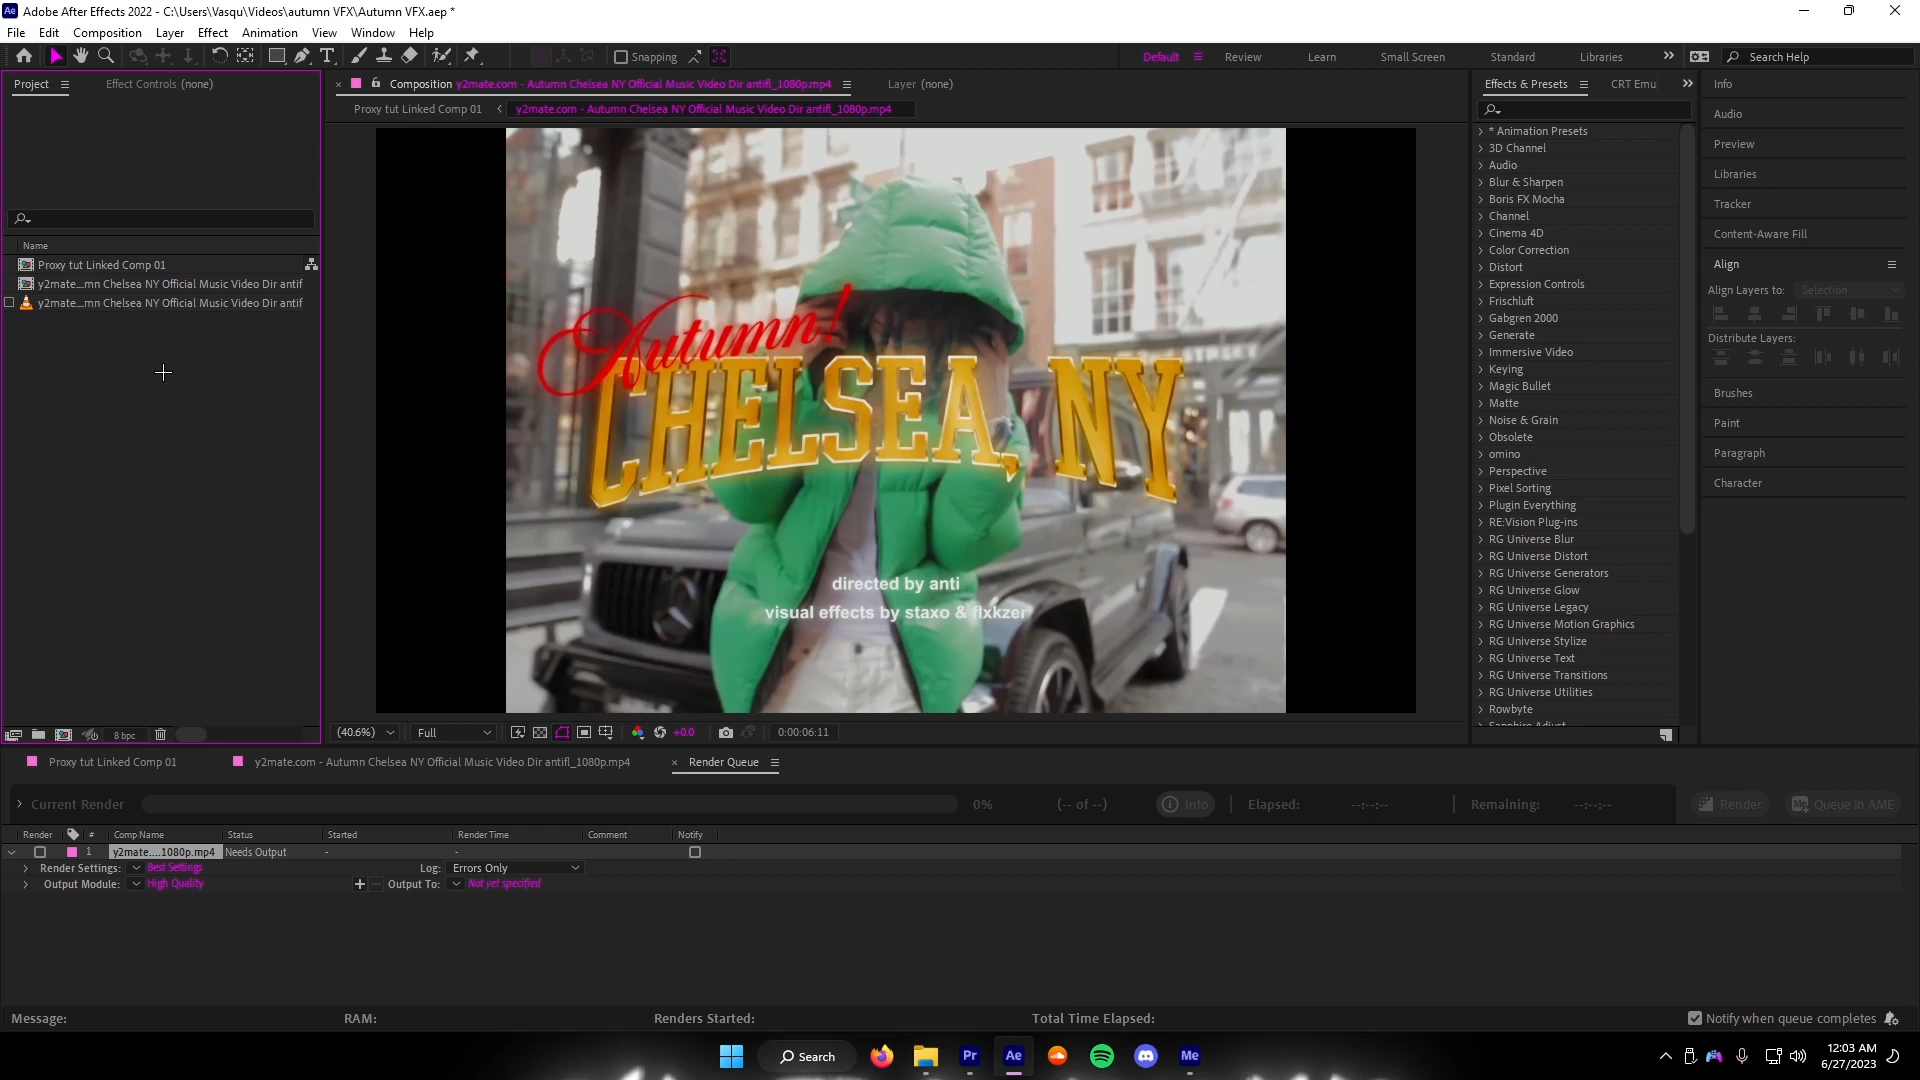 Adobe After Effects 2022 - C:\Users\Vasqu\Videos\autumn VFX\Autumn VFX.aep *
File Edit Composition Layer Effect Animation View Window Help
Snapping
Default Review Learn Small Screen Standard Libraries
Search Help
Project
Effect Controls (none)
Name
Proxy tut Linked Comp 01
y2mate....mn Chelsea NY Official Music Video Dir antif
y2mate....mn Chelsea NY Official Music Video Dir antif
8 bpc
Composition y2mate.com - Autumn Chelsea NY Official Music Video Dir antifl_1080p.mp4
Layer (none)
Proxy tut Linked Comp 01
y2mate.com - Autumn Chelsea NY Official Music Video Dir antifl_1080p.mp4
Autumn!
CHELSEA, NY
directed by anti
visual effects by staxo & flxkzer
(40.6%)
Full
+0.0
0:00:06:11
Effects & Presets
CRT Emu
* Animation Presets
3D Channel
Audio
Blur & Sharpen
Boris FX Mocha
Channel
Cinema 4D
Color Correction
Distort
Expression Controls
Frischluft
Gabgren 2000
Generate
Immersive Video
Keying
Magic Bullet
Matte
Noise & Grain
Obsolete
omino
Perspective
Pixel Sorting
Plugin Everything
RE:Vision Plug-ins
RG Universe Blur
RG Universe Distort
RG Universe Generators
RG Universe Glow
RG Universe Legacy
RG Universe Motion Graphics
RG Universe Stylize
RG Universe Text
RG Universe Transitions
RG Universe Utilities
Rowbyte
Sapphire Adjust
Info
Audio
Preview
Libraries
Tracker
Content-Aware Fill
Align
Align Layers to: Selection
Distribute Layers:
Brushes
Paint
Paragraph
Character
Proxy tut Linked Comp 01
y2mate.com - Autumn Chelsea NY Official Music Video Dir antifl_1080p.mp4
Render Queue
Current Render
0%
(-- of --)
Info
Elapsed: --:--:--
Remaining: --:--:--
Render
Queue in AME
Render # Comp Name Status Started Render Time Comment Notify
1 y2mate....1080p.mp4 Needs Output - -
Render Settings: Best Settings Log: Errors Only
Output Module: High Quality Output To: Not yet specified
Message: RAM: Renders Started: Total Time Elapsed:
Notify when queue completes
Search
Pr
Ae
Me
12:03 AM
6/27/2023